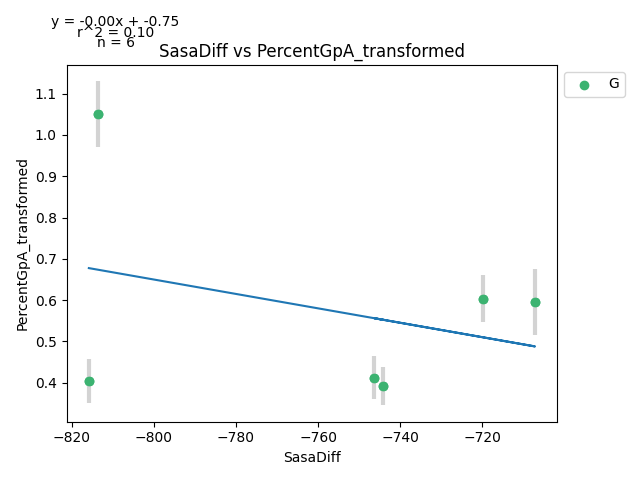 y = -0.00x + -0.75
r^2 = 0.10
n = 6
SasaDiff vs PercentGpA_transformed
G
1.1
1.0
0.9
0.8
0.7
0.6
0.5
0.4
PercentGpA_transformed
−820 −800 −780 −760 −740 −720
SasaDiff